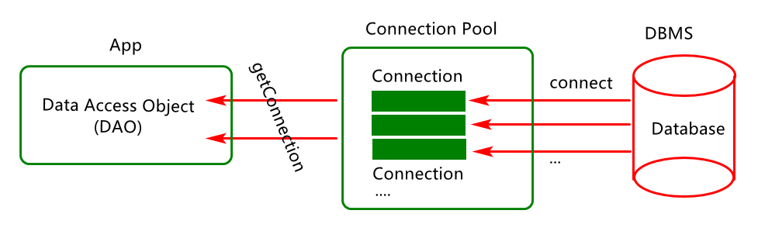 App
Data Access Object
(DAO)
getConnection
Connection Pool
Connection
Connection
....
connect
...
DBMS
Database